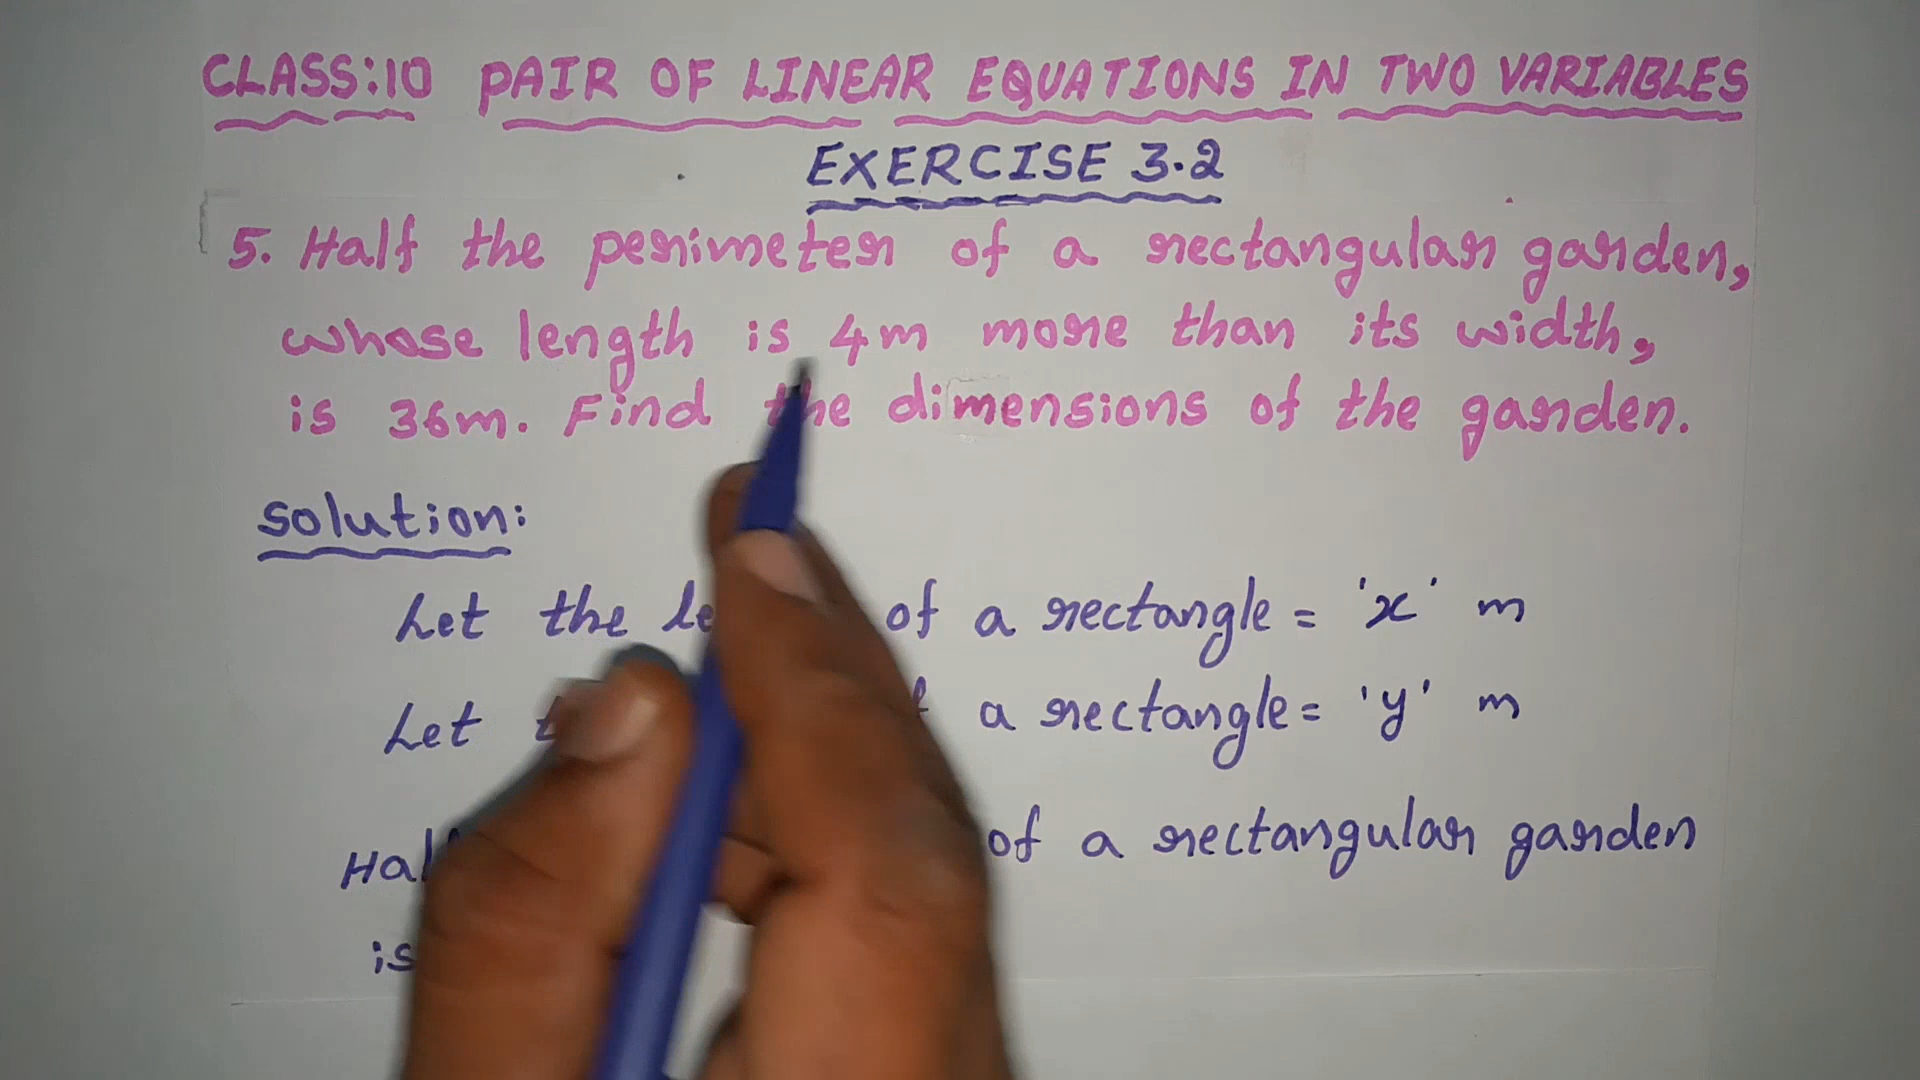 CLASS:10 PAIR OF LINEAR EQUATIONS IN TWO VARIABLES
EXERCISE 3.2
5. Half the perimeter of a rectangular garden,
whose length is 4m more than its width,
is 36m. Find the dimensions of the garden.
Solution:
Let the of a rectangle = 'x' m
Let a rectangle = 'y' m
of a rectangular garden
is